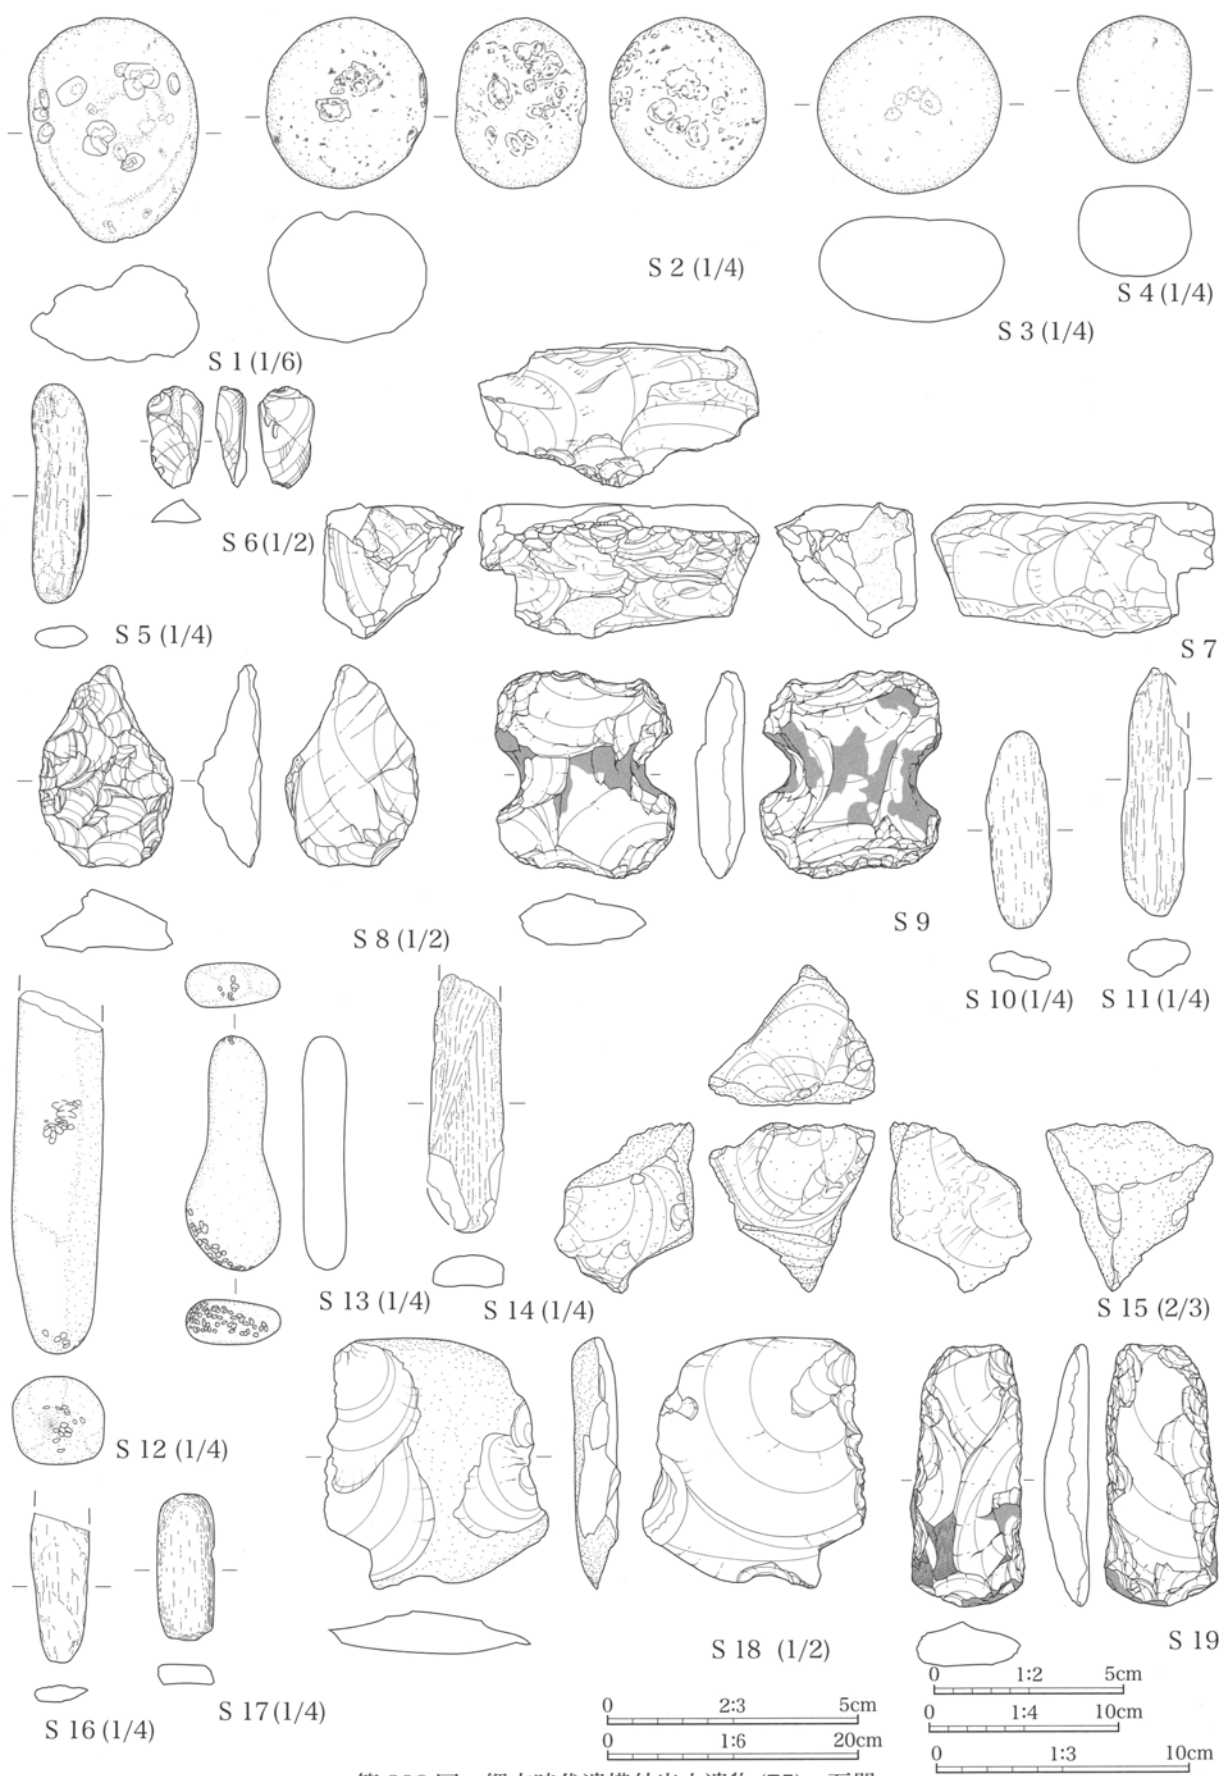 S 1 (1/6)
S 2 (1/4)
S 3 (1/4)
S 4 (1/4)
S 5 (1/4)
S 6 (1/2)
S 7
S 8 (1/2)
S 9
S 10 (1/4)
S 11 (1/4)
S 12 (1/4)
S 13 (1/4)
S 14 (1/4)
S 15 (2/3)
S 16 (1/4)
S 17 (1/4)
S 18 (1/2)
S 19
0 2:3 5cm
0 1:6 20cm
0 1:2 5cm
0 1:4 10cm
0 1:3 10cm